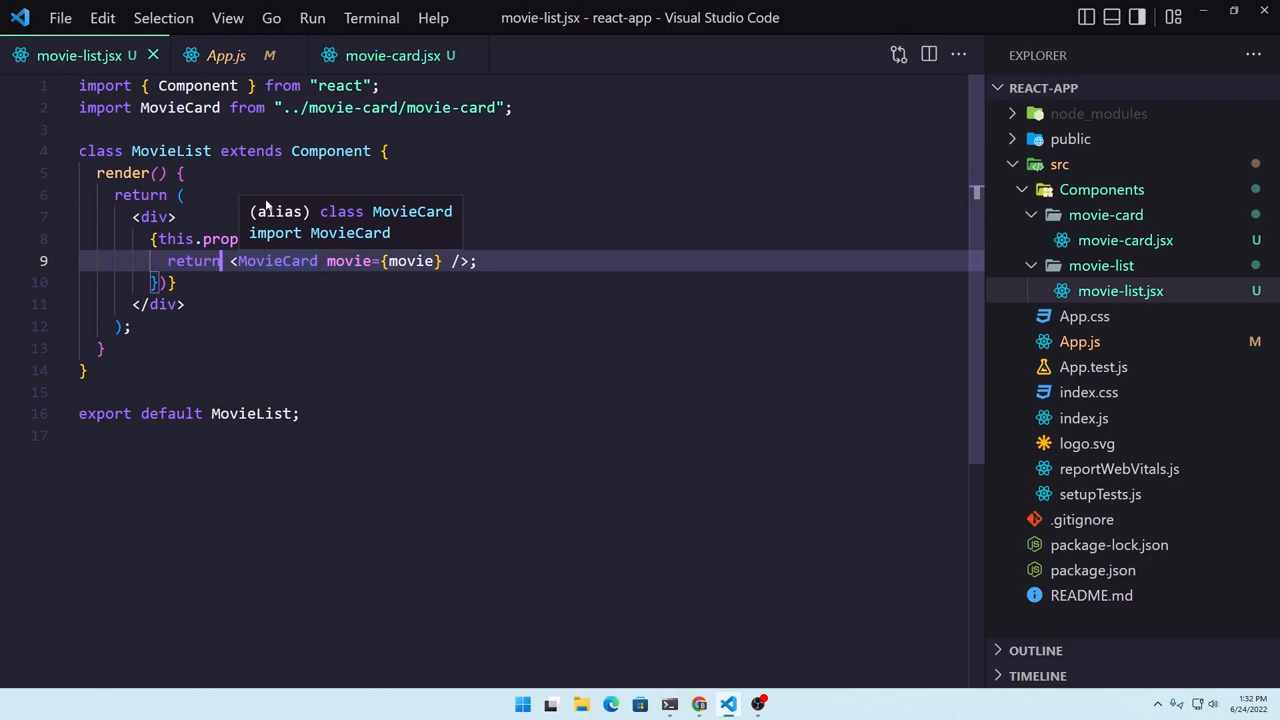 File Edit Selection View Go Run Terminal Help movie-list.jsx - react-app - Visual Studio Code
movie-list.jsx U App.js M movie-card.jsx U
1 import { Component } from "react";
2 import MovieCard from "../movie-card/movie-card";
3
4 class MovieList extends Component {
5 render() {
6 return (
(alias) class MovieCard
import MovieCard
7 <div>
8 {this.prop
9 return <MovieCard movie={movie} />;
10 })}
11 </div>
12 );
13 }
14 }
15
16 export default MovieList;
17
EXPLORER
REACT-APP
node_modules
public
src
Components
movie-card
movie-card.jsx U
movie-list
movie-list.jsx U
App.css
App.js M
App.test.js
index.css
index.js
logo.svg
reportWebVitals.js
setupTests.js
.gitignore
package-lock.json
package.json
README.md
OUTLINE
TIMELINE
1:32 PM
6/24/2022